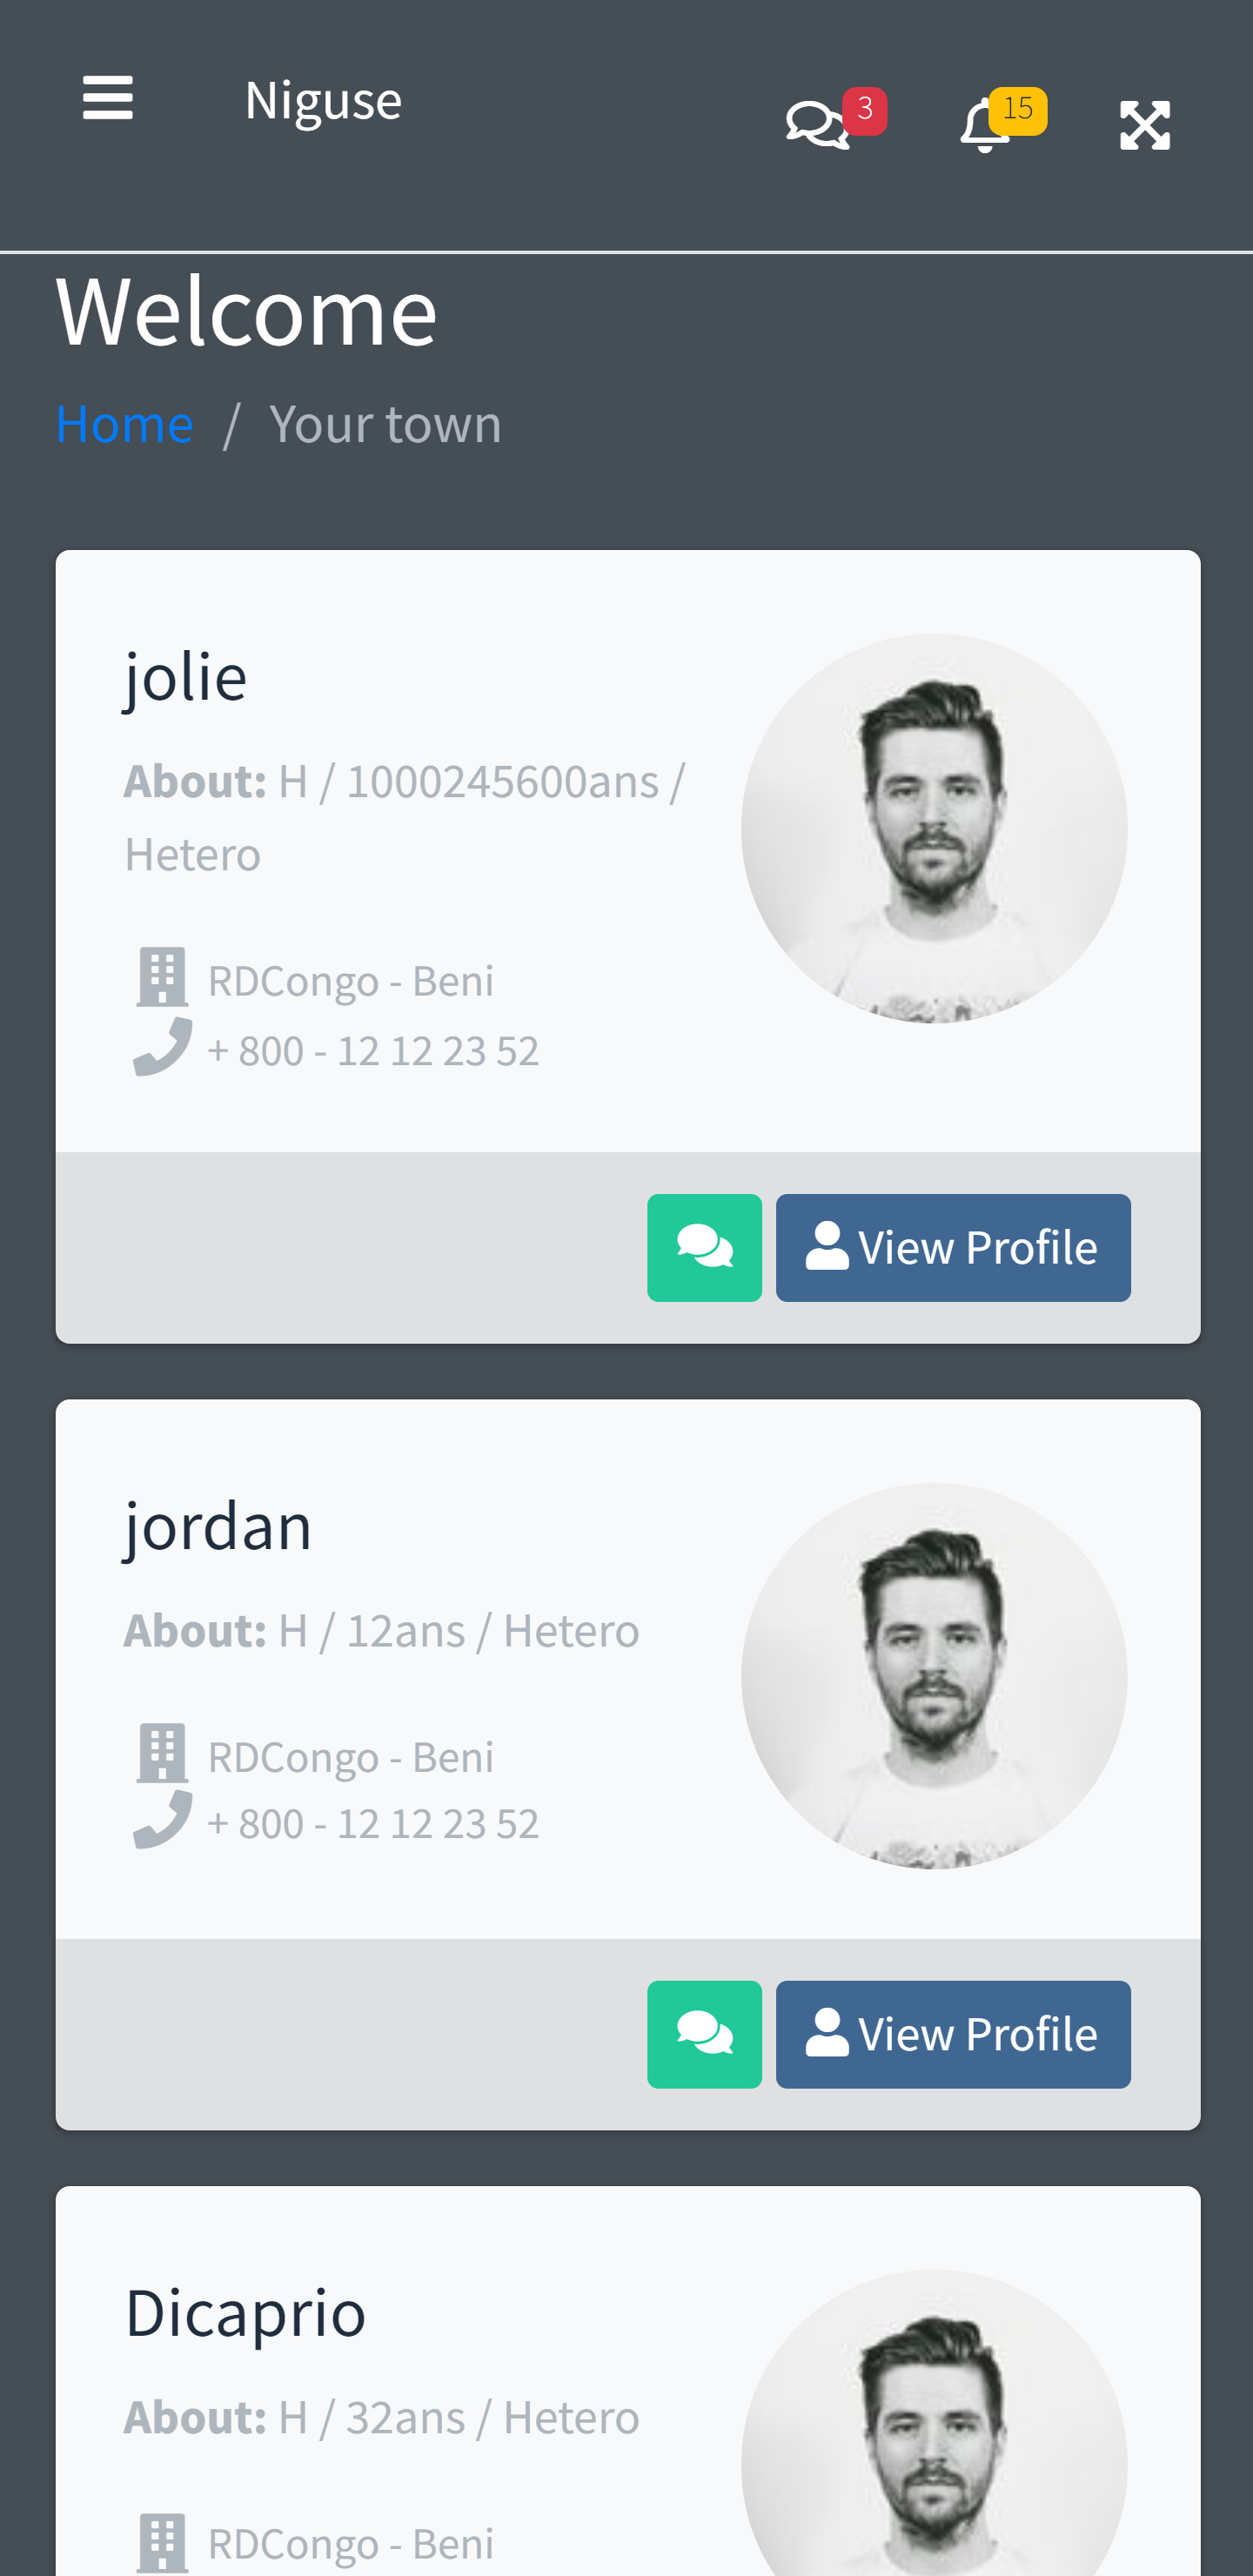 Niguse
3
15
Welcome
Home / Your town
jolie
About: H / 1000245600ans /
Hetero
RDCongo - Beni
+ 800 - 12 12 23 52
View Profile
jordan
About: H / 12ans / Hetero
RDCongo - Beni
+ 800 - 12 12 23 52
View Profile
Dicaprio
About: H / 32ans / Hetero
RDCongo - Beni